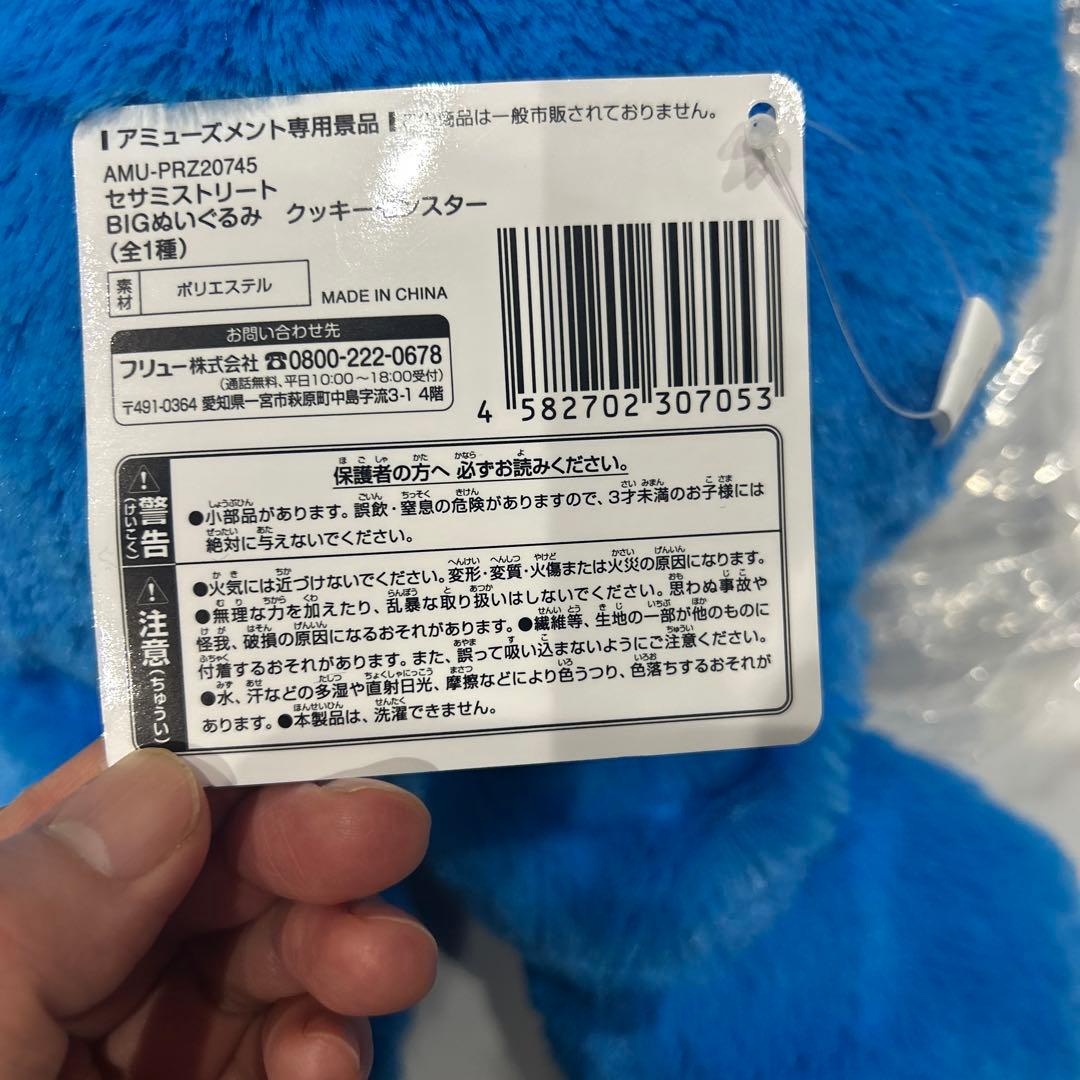 アミューズメント専用景品 商品は一般市販されておりません。
AMU-PRZ20745
セサミストリート
BIGぬいぐるみ クッキーモンスター
(全1種)
素材 ポリエステル
MADE IN CHINA
お問い合わせ先
フリュー株式会社 ☎0800-222-0678
(通話無料、平日10:00〜18:00受付)
〒491-0364 愛知県一宮市萩原町中島字流3-1 4階
4 582702 307053
保護者の方へ 必ずお読みください。
警告(けいこく)
●小部品があります。誤飲・窒息の危険がありますので、3才未満のお子様には
絶対に与えないでください。
注意(ちゅうい)
●火気には近づけないでください。変形・変質・火傷または火災の原因になります。
●無理な力を加えたり、乱暴な取り扱いはしないでください。思わぬ事故や
怪我、破損の原因になるおそれがあります。●繊維等、生地の一部が他のものに
付着するおそれがあります。また、誤って吸い込まないようにご注意ください。
●水、汗などの多湿や直射日光、摩擦などにより色うつり、色落ちするおそれが
あります。●本製品は、洗濯できません。